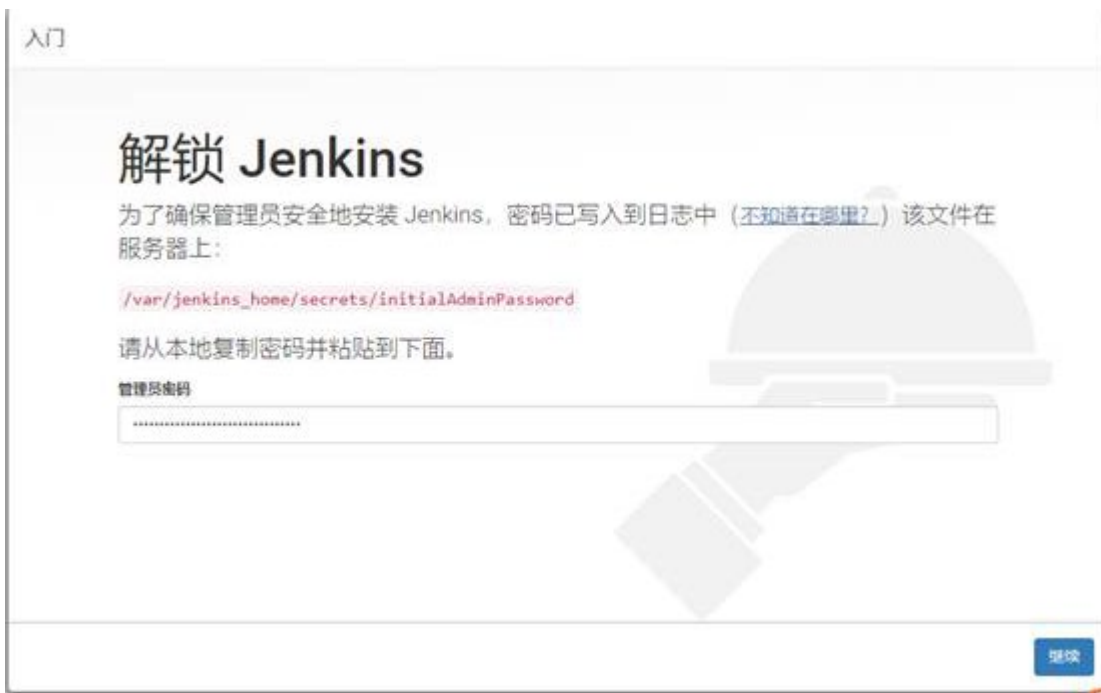 入门
解锁 Jenkins
为了确保管理员安全地安装 Jenkins，密码已写入到日志中（不知道在哪里？）该文件在
服务器上：
/var/jenkins_home/secrets/initialAdminPassword
请从本地复制密码并粘贴到下面。
管理员密码
继续